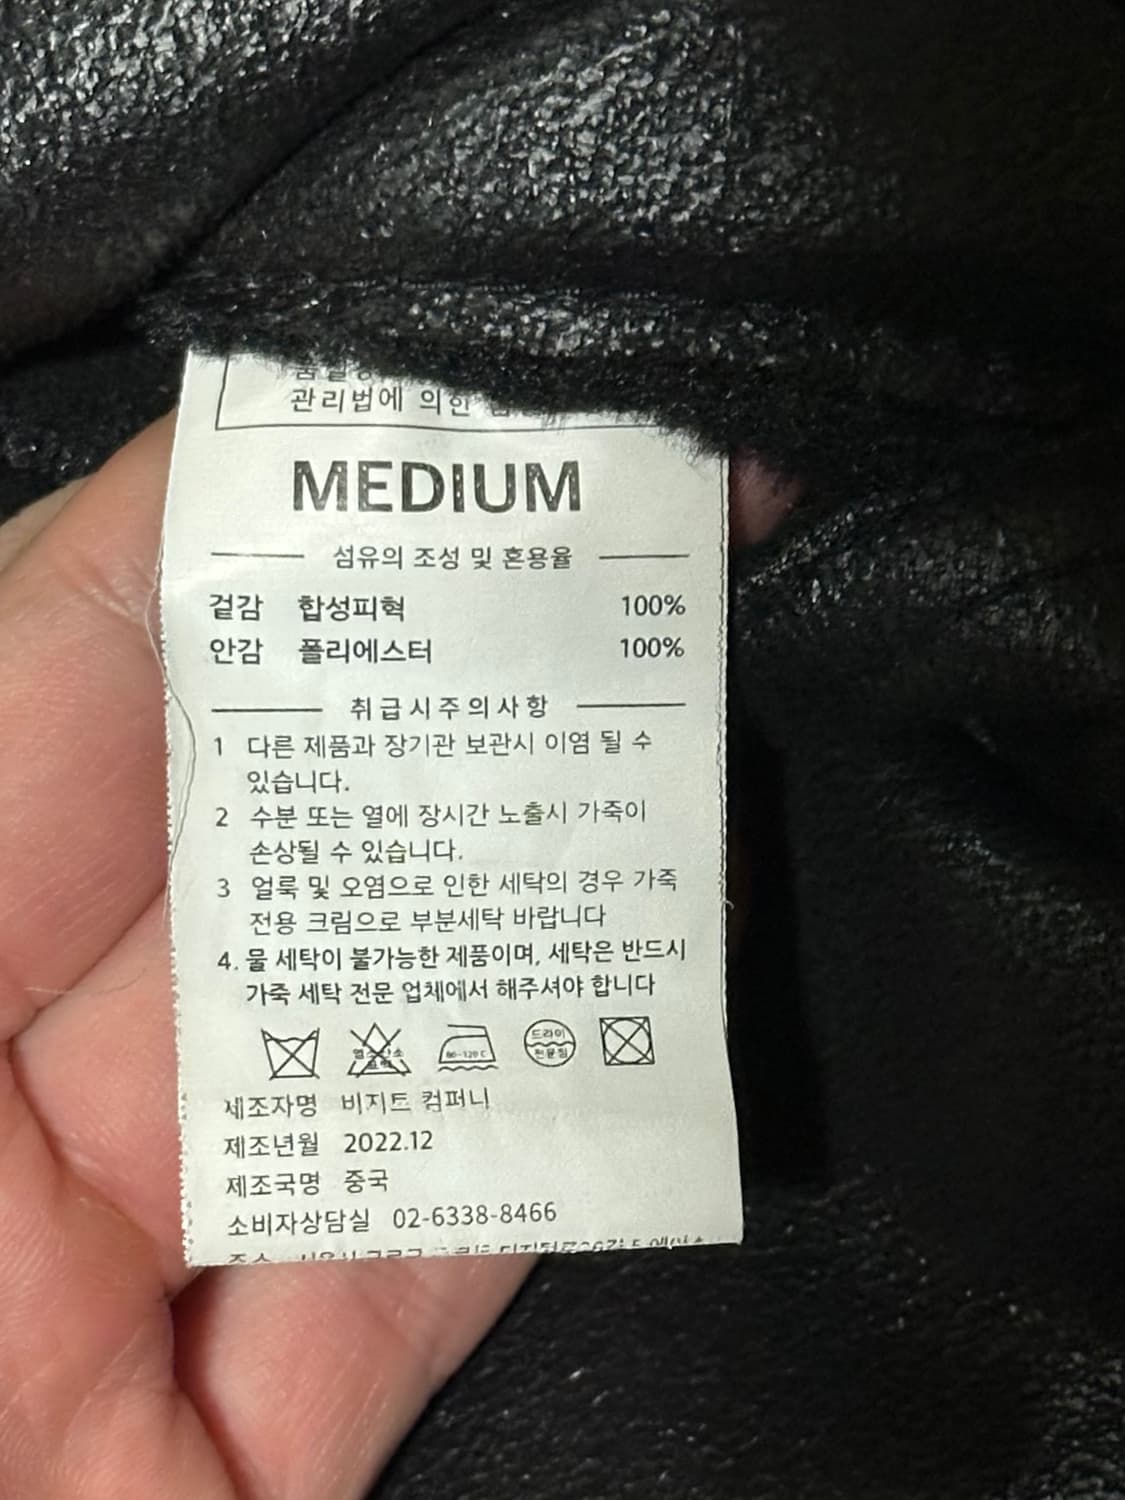 관리법에 의한
MEDIUM
섬유의 조성 및 혼용율
겉감 합성피혁 100%
안감 폴리에스터 100%
취급시주의사항
1 다른 제품과 장기관 보관시 이염 될 수
있습니다.
2 수분 또는 열에 장시간 노출시 가죽이
손상될 수 있습니다.
3 얼룩 및 오염으로 인한 세탁의 경우 가죽
전용 크림으로 부분세탁 바랍니다
4. 물 세탁이 불가능한 제품이며, 세탁은 반드시
가죽 세탁 전문 업체에서 해주셔야 합니다
80~120 C 드라이
전문점
제조자명 비지트 컴퍼니
제조년월 2022.12
제조국명 중국
소비자상담실 02-6338-8466